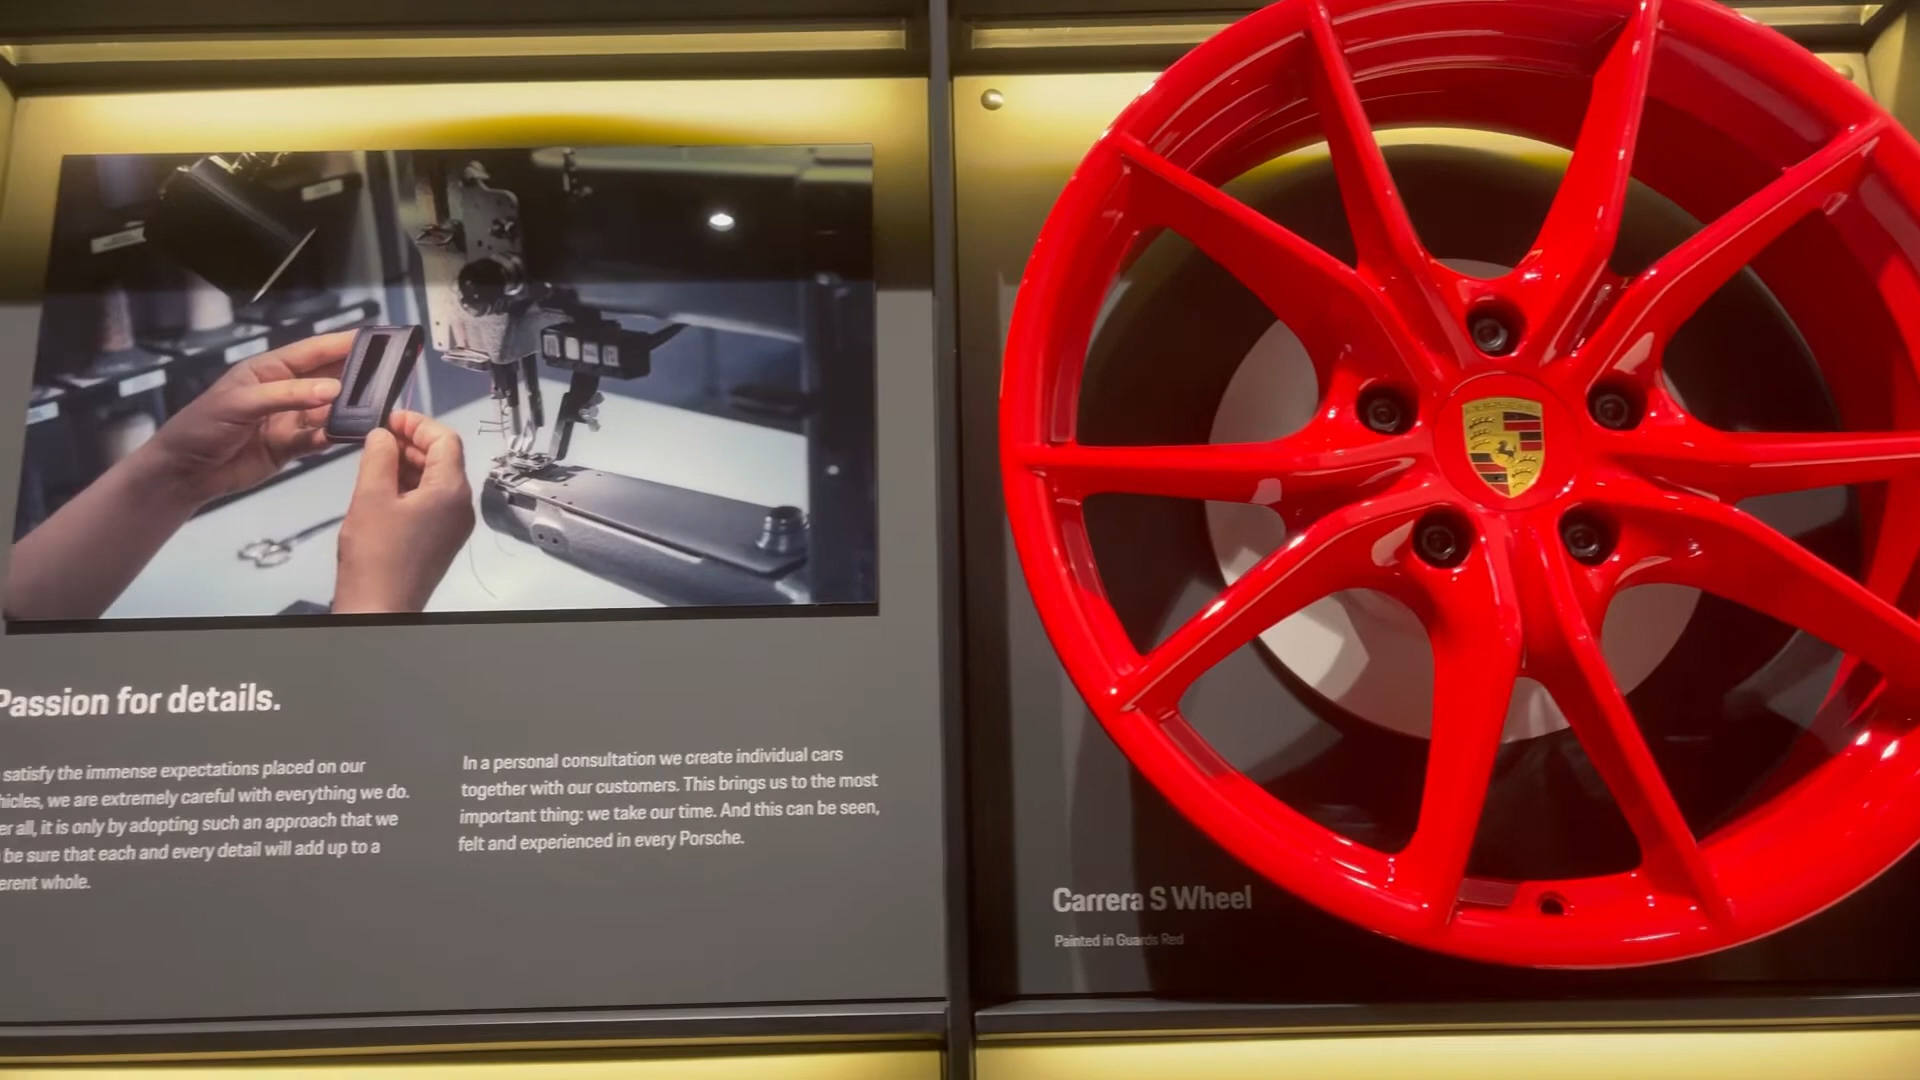 Passion for details.
satisfy the immense expectations placed on our
hicles, we are extremely careful with everything we do.
er all, it is only by adopting such an approach that we
be sure that each and every detail will add up to a
erent whole.
In a personal consultation we create individual cars
together with our customers. This brings us to the most
important thing: we take our time. And this can be seen,
felt and experienced in every Porsche.
Carrera S Wheel
Painted in Guards Red